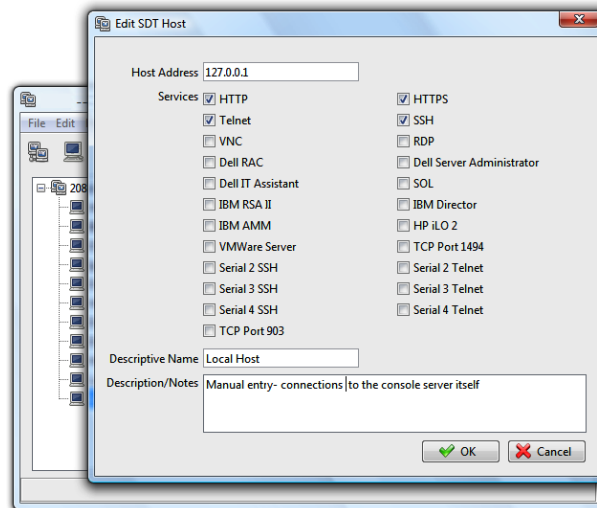 Edit SDT Host
Host Address 127.0.0.1
Services HTTP HTTPS
Telnet SSH
VNC RDP
Dell RAC Dell Server Administrator
Dell IT Assistant SOL
IBM RSA II IBM Director
IBM AMM HP iLO 2
VMWare Server TCP Port 1494
Serial 2 SSH Serial 2 Telnet
Serial 3 SSH Serial 3 Telnet
Serial 4 SSH Serial 4 Telnet
TCP Port 903
Descriptive Name Local Host
Description/Notes Manual entry- connections to the console server itself
OK Cancel
File Edit
208